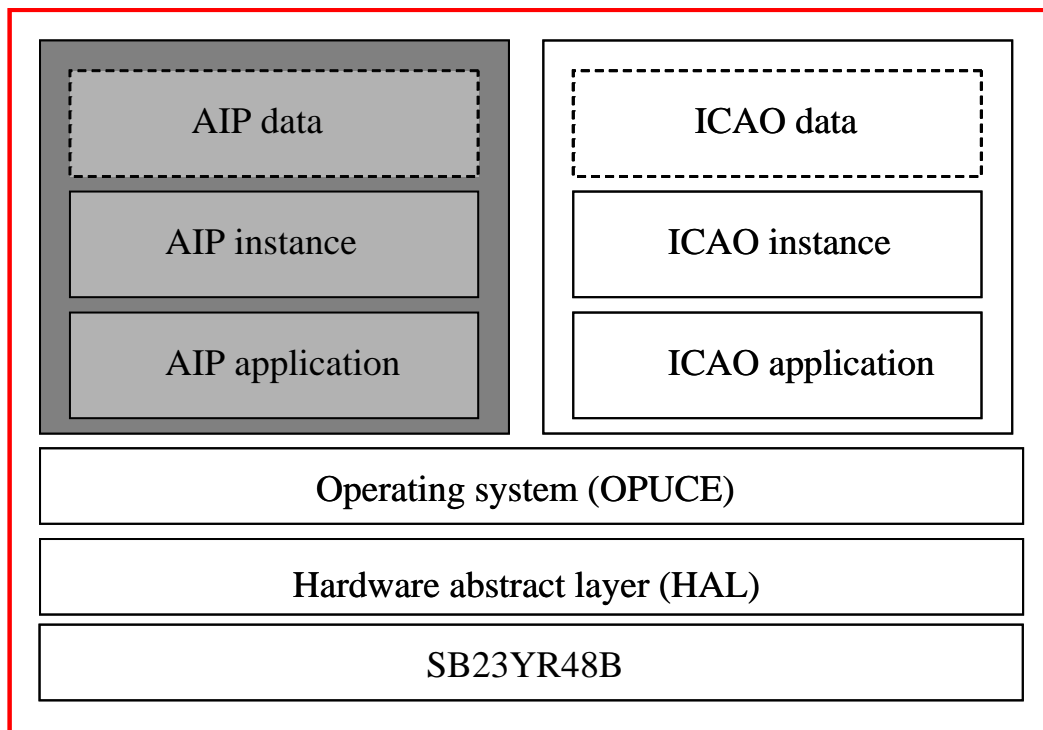 AIP data
AIP instance
AIP application
ICAO data
ICAO instance
ICAO application
Operating system (OPUCE)
Hardware abstract layer (HAL)
SB23YR48B